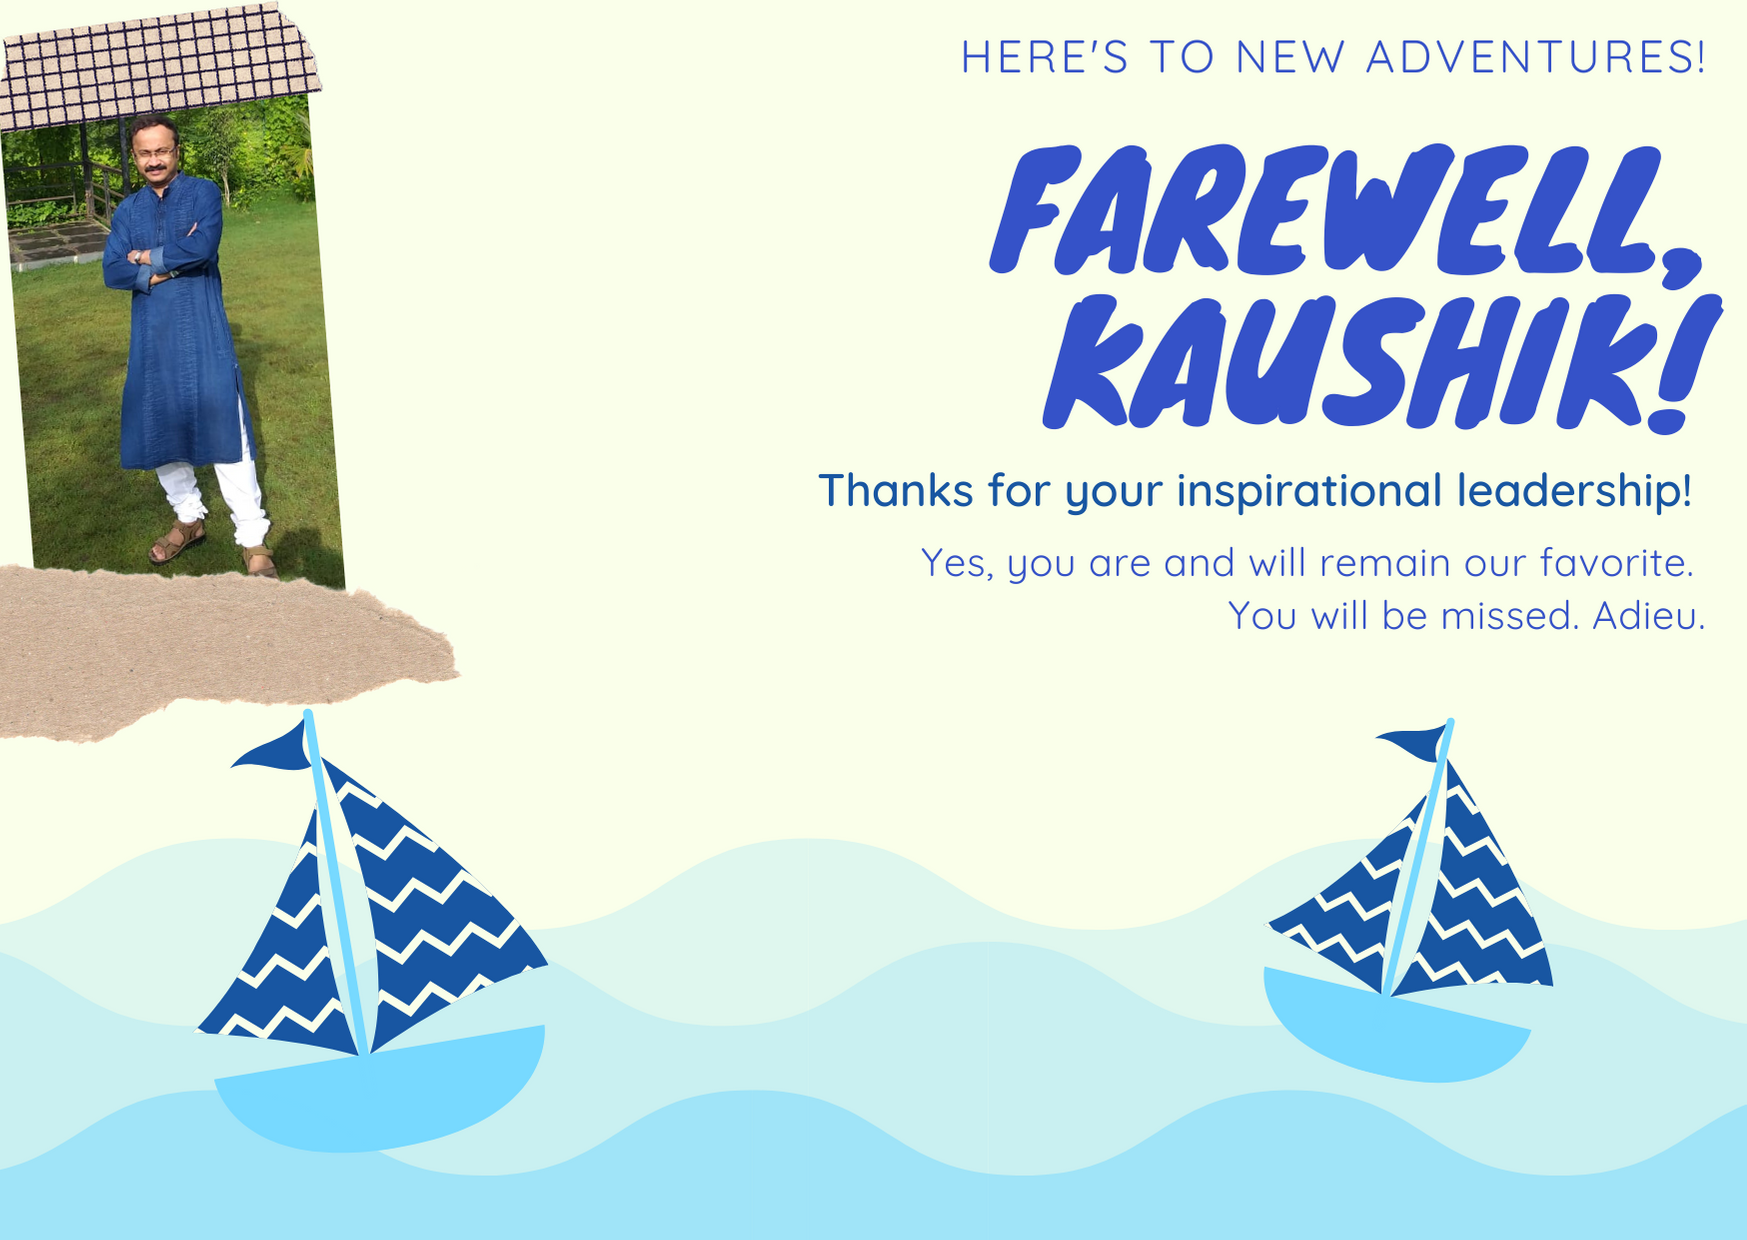 HERE'S TO NEW ADVENTURES!
FAREWELL,
KAUSHIK!
Thanks for your inspirational leadership!
Yes, you are and will remain our favorite.
You will be missed. Adieu.